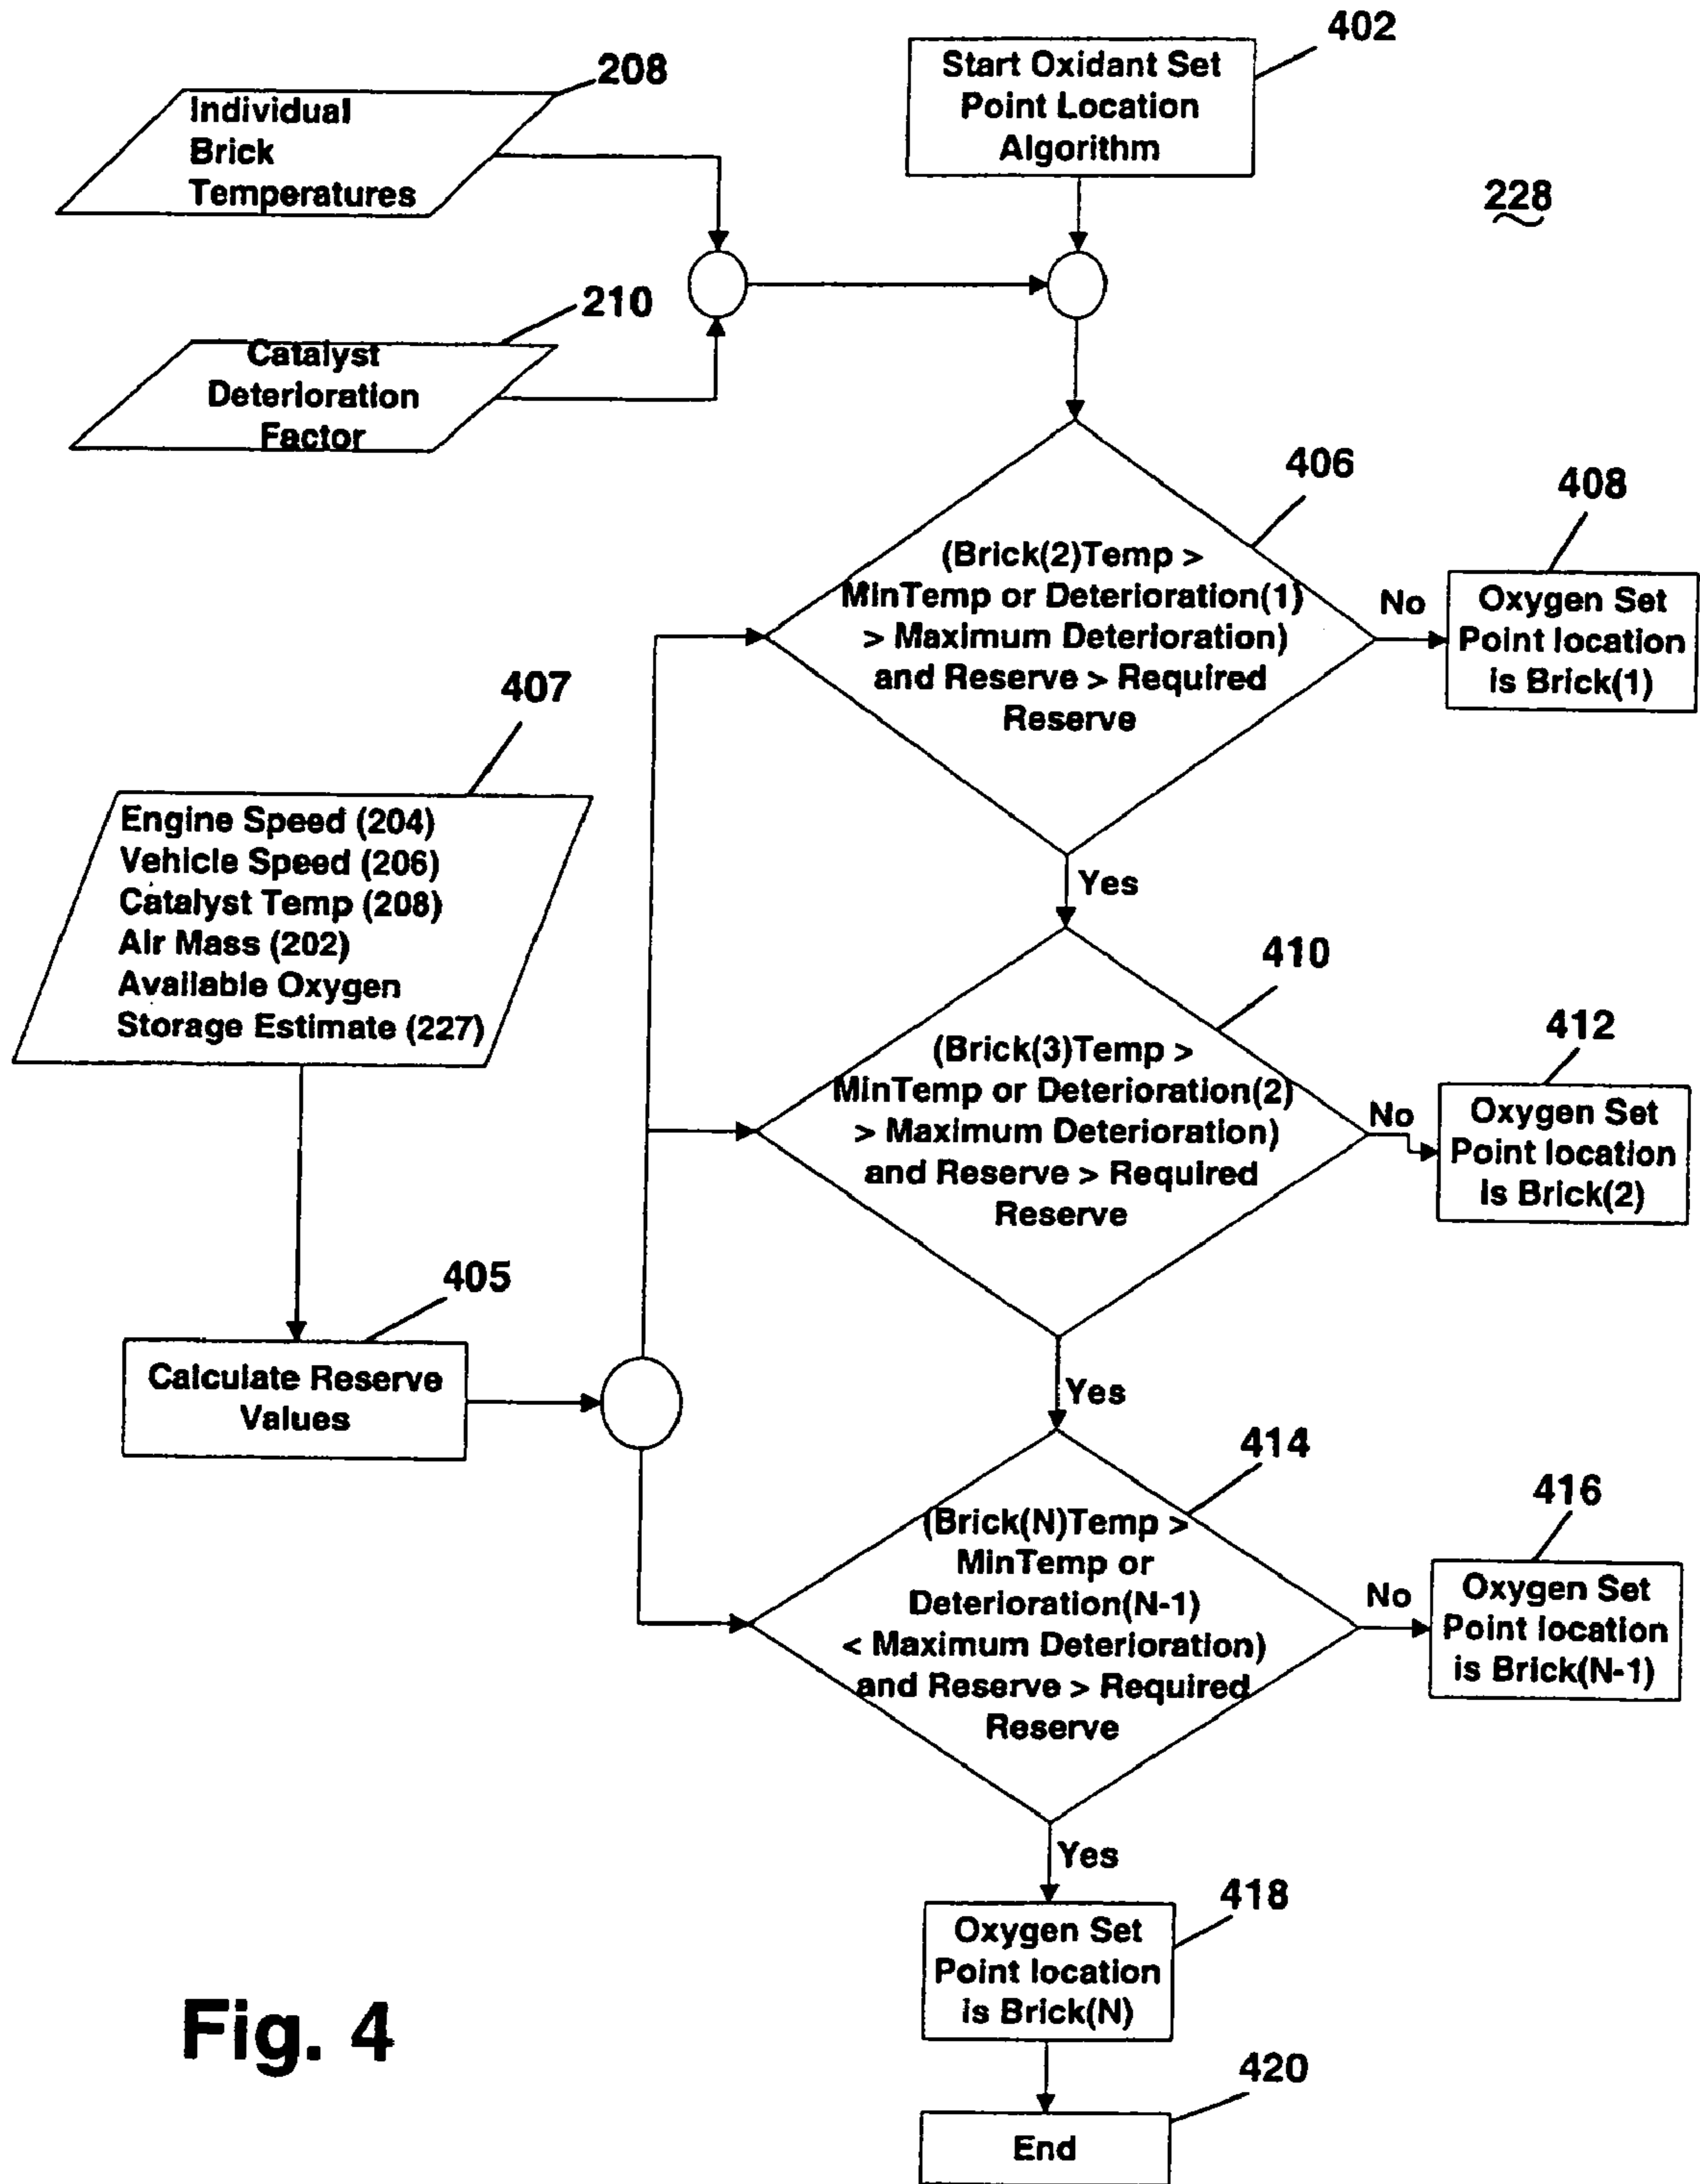 402
Start Oxidant Set
Point Location
Algorithm
208
Individual
Brick
Temperatures
228
210
Catalyst
Deterioration
Factor
406
(Brick(2)Temp >
MinTemp or Deterioration(1)
> Maximum Deterioration)
and Reserve > Required
Reserve
No
408
Oxygen Set
Point location
is Brick(1)
407
Engine Speed (204)
Vehicle Speed (206)
Catalyst Temp (208)
Air Mass (202)
Available Oxygen
Storage Estimate (227)
Yes
410
(Brick(3)Temp >
MinTemp or Deterioration(2)
> Maximum Deterioration)
and Reserve > Required
Reserve
No
412
Oxygen Set
Point location
is Brick(2)
405
Calculate Reserve
Values
Yes
414
(Brick(N)Temp >
MinTemp or
Deterioration(N-1)
< Maximum Deterioration)
and Reserve > Required
Reserve
No
416
Oxygen Set
Point location
is Brick(N-1)
Yes
418
Oxygen Set
Point location
is Brick(N)
420
End
Fig. 4